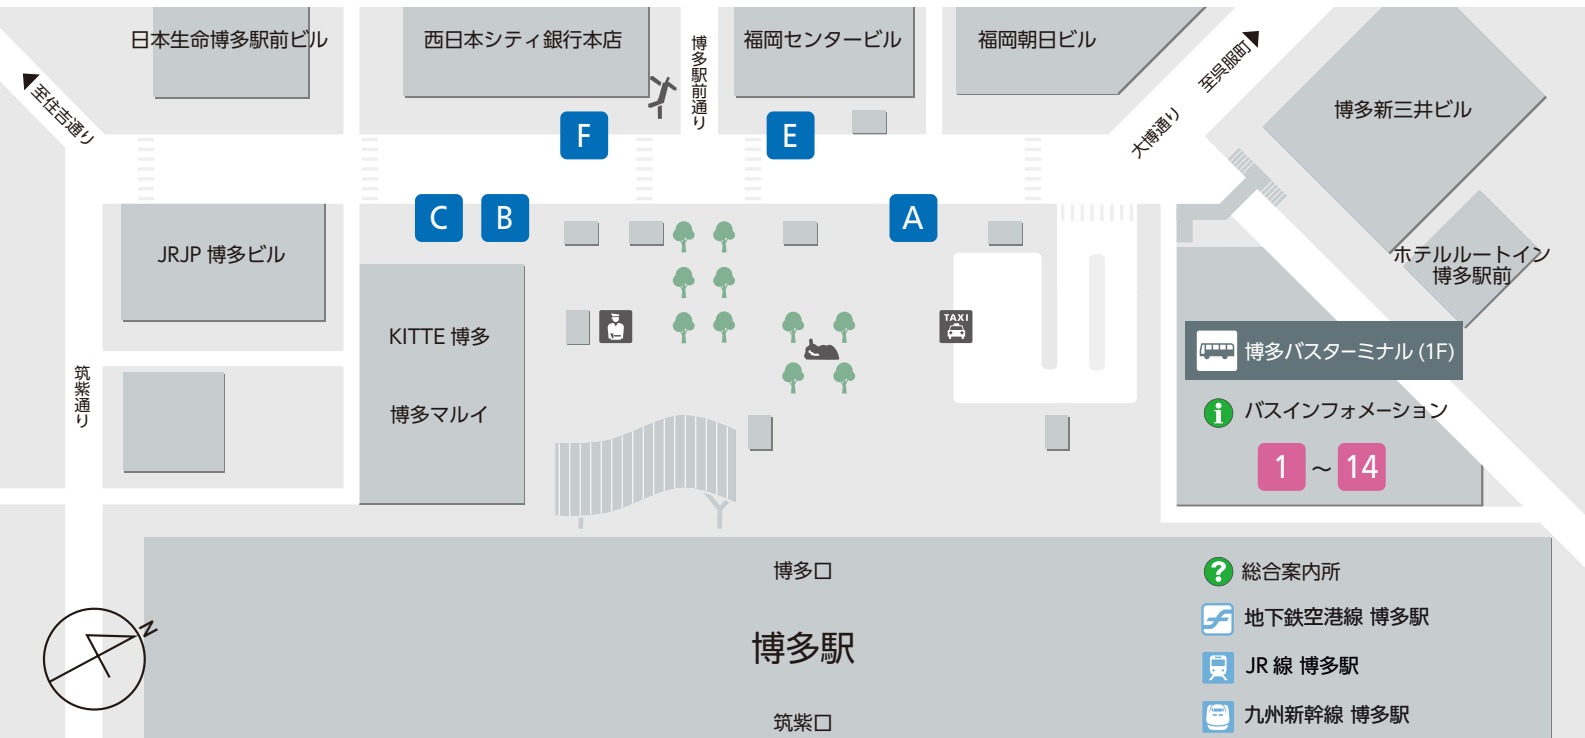 日本生命博多駅前ビル
西日本シティ銀行本店
博多駅前通り
福岡センタービル
福岡朝日ビル
至呉服町
大博通り
博多新三井ビル
至住吉通り
F
E
C
B
A
JRJP 博多ビル
ホテルルートイン
博多駅前
KITTE 博多
TAXI
博多バスターミナル (1F)
筑紫通り
博多マルイ
バスインフォメーション
1 ～ 14
博多口
総合案内所
地下鉄空港線 博多駅
博多駅
JR 線 博多駅
N
筑紫口
九州新幹線 博多駅